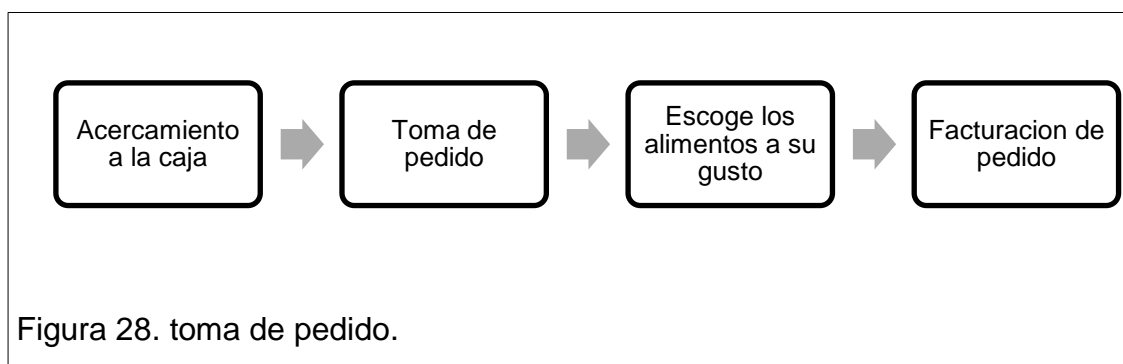 Acercamiento
a la caja
Toma de
pedido
Escoge los
alimentos a su
gusto
Facturacion de
pedido
Figura 28. toma de pedido.